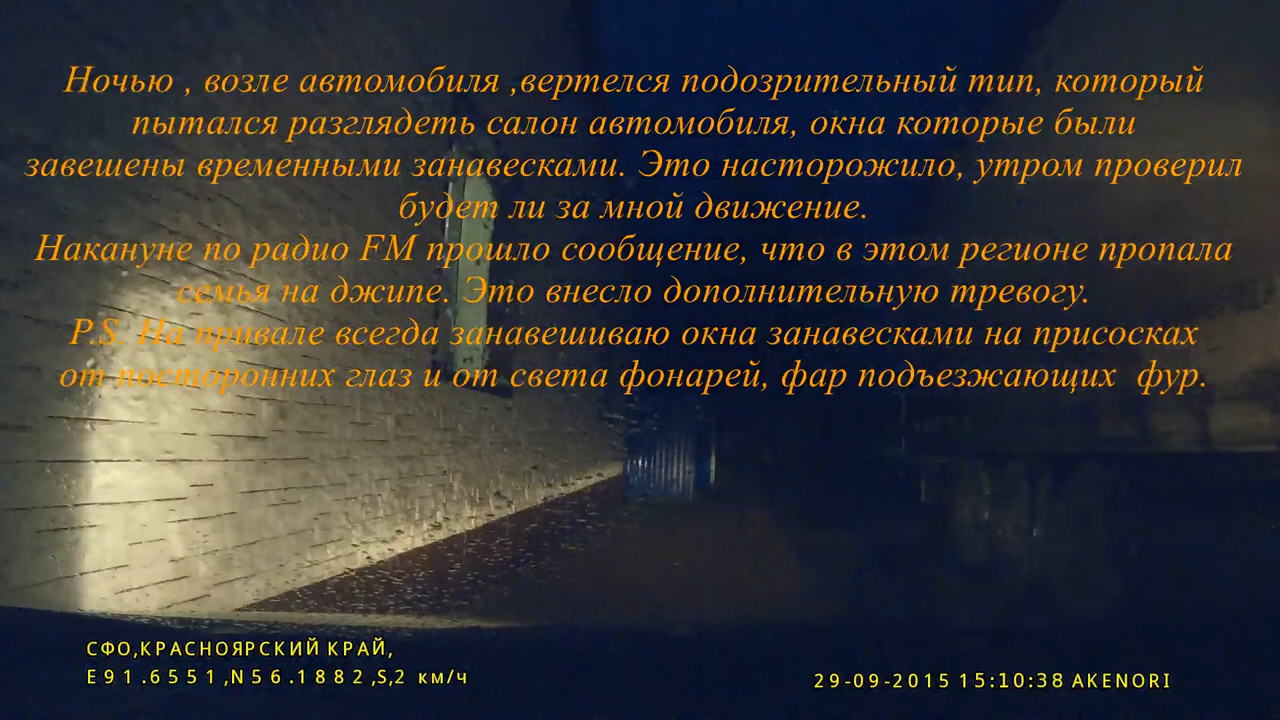 Ночью , возле автомобиля ,вертелся подозрительный тип, который
пытался разглядеть салон автомобиля, окна которые были
завешены временными занавесками. Это насторожило, утром проверил
будет ли за мной движение.
Накануне по радио FM прошло сообщение, что в этом регионе пропала
семья на джипе. Это внесло дополнительную тревогу.
P.S. На привале всегда занавешиваю окна занавесками на присосках
от посторонних глаз и от света фонарей, фар подъезжающих фур.
СФО,КРАСНОЯРСКИЙ КРАЙ,
E91.6551,N56.1882,S,2 км/ч
29-09-2015 15:10:38 AKENORI